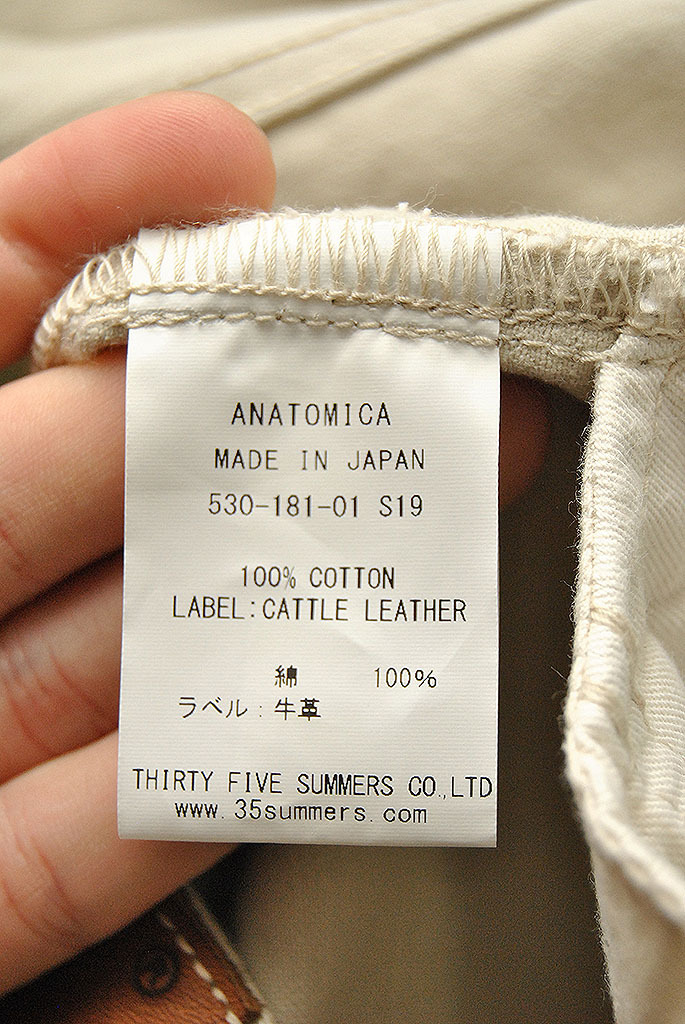 ANATOMICA
MADE IN JAPAN
530-181-01 S19
100% COTTON
LABEL:CATTLE LEATHER
綿 100%
ラベル:牛革
THIRTY FIVE SUMMERS CO.,LTD
www.35summers.com